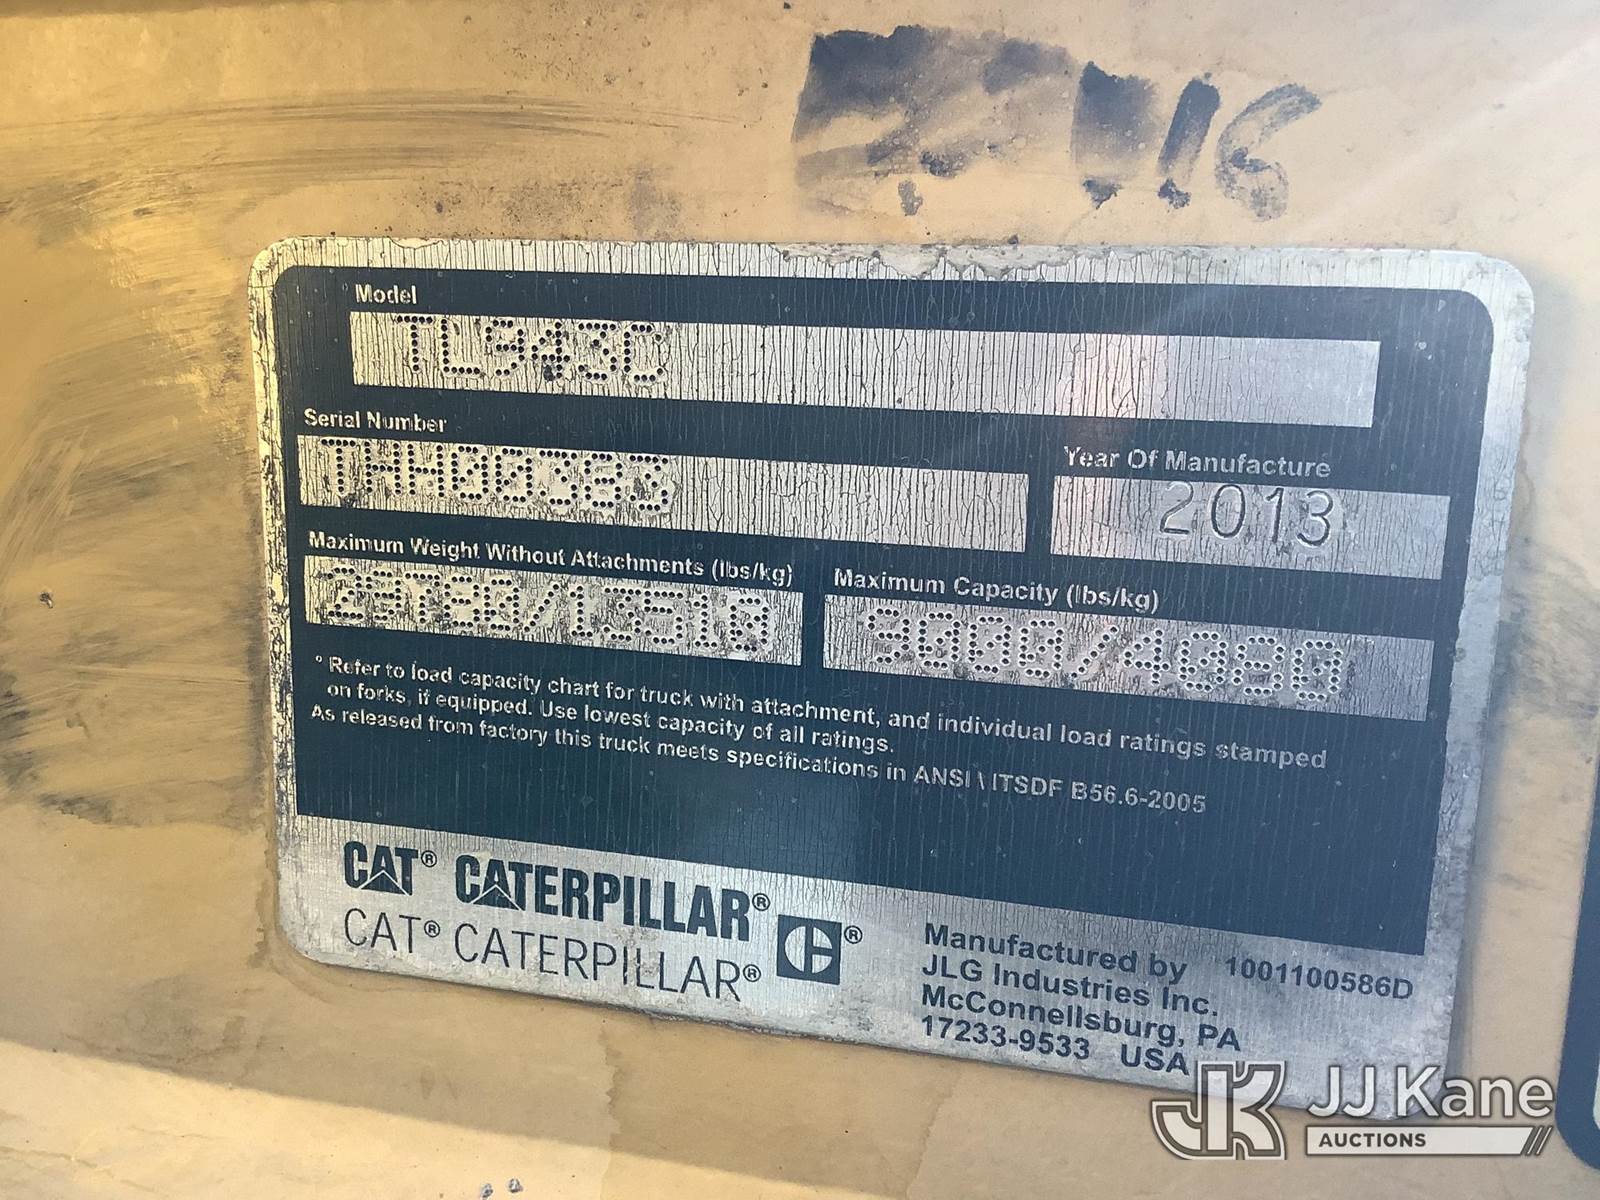 16
Model
TL943C
Serial Number
THH00383
Year Of Manufacture
2013
Maximum Weight Without Attachments (lbs/kg)
Maximum Capacity (lbs/kg)
9000/4080
° Refer to load capacity chart for truck with attachment, and individual load ratings stamped
on forks, if equipped. Use lowest capacity of all ratings.
As released from factory this truck meets specifications in ANSI \ ITSDF B56.6-2005
CAT® CATERPILLAR®
CAT® CATERPILLAR®
®
Manufactured by 1001100586D
JLG Industries Inc.
McConnellsburg, PA
17233-9533 USA
JK JJ Kane
AUCTIONS